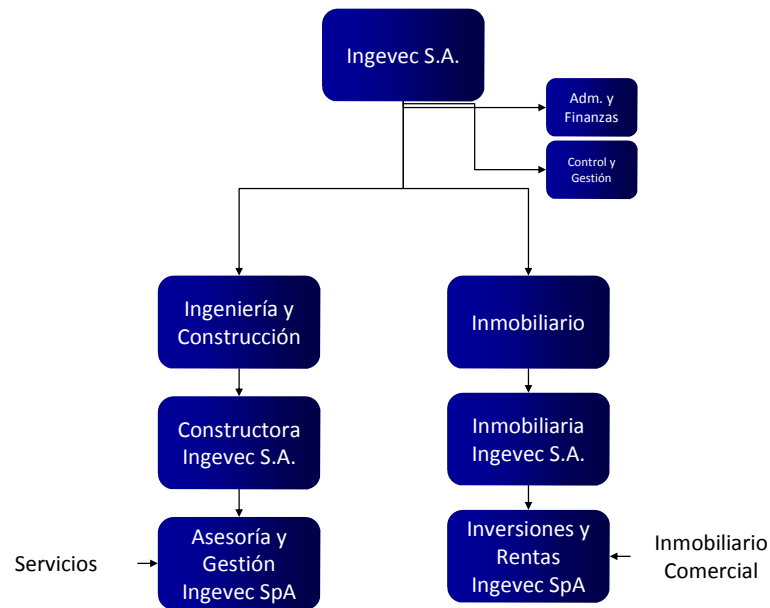 Ingevec S.A.
Adm. y
Finanzas
Control y
Gestión
Ingeniería y
Construcción
Inmobiliario
Constructora
Ingevec S.A.
Inmobiliaria
Ingevec S.A.
Servicios
Asesoría y
Gestión
Ingevec SpA
Inversiones y
Rentas
Ingevec SpA
Inmobiliario
Comercial